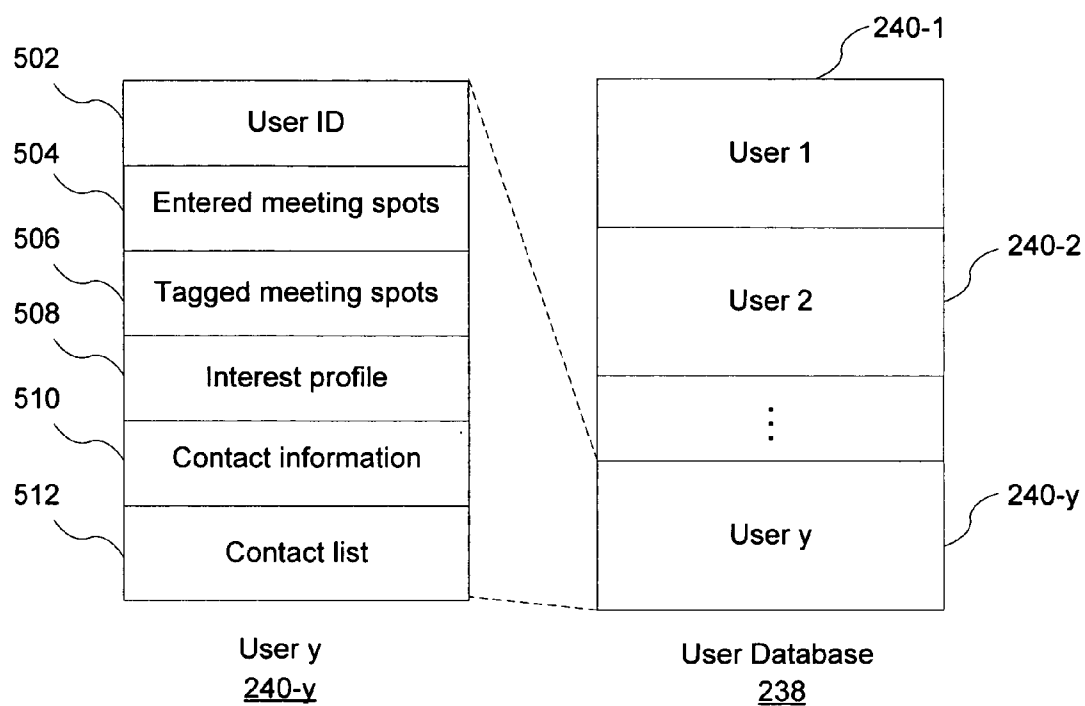 502
User ID
504
Entered meeting spots
506
Tagged meeting spots
508
Interest profile
510
Contact information
512
Contact list
User y
240-y
240-1
User 1
240-2
User 2
⋮
240-y
User y
User Database
238